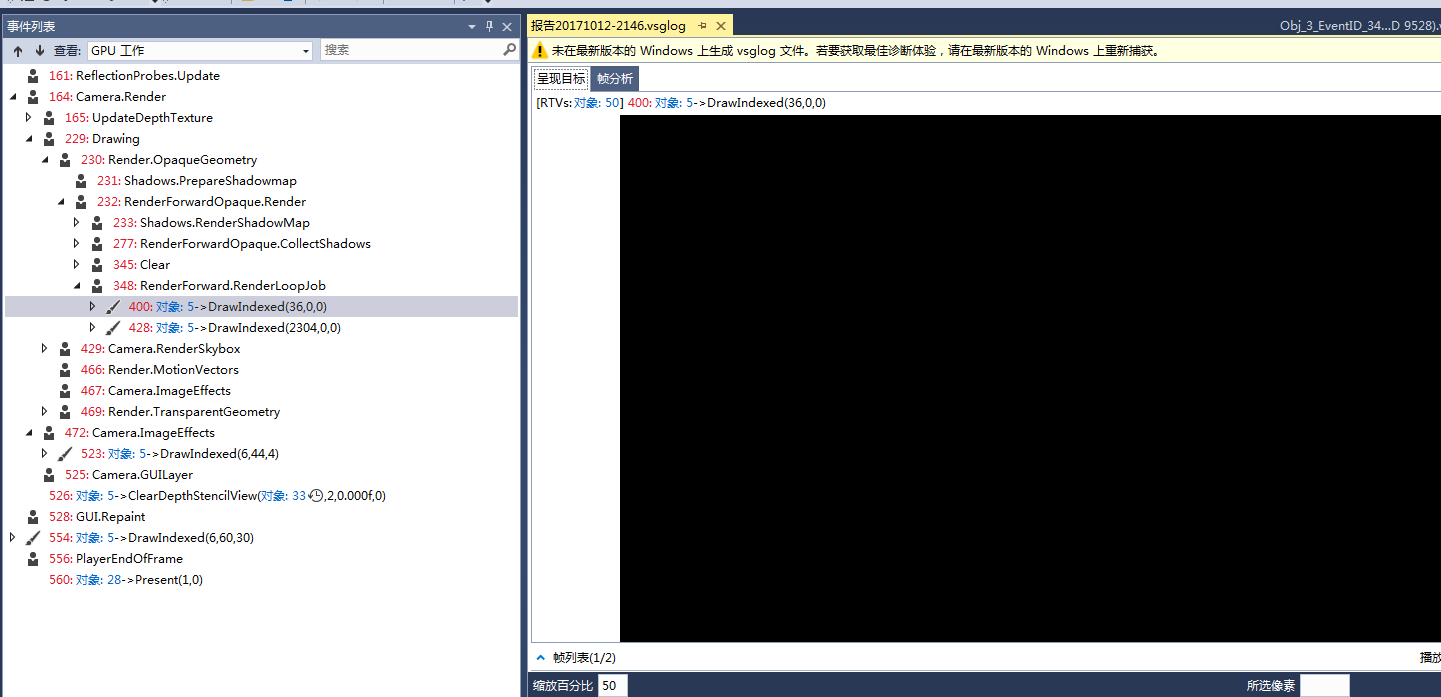 事件列表
查看: GPU 工作
搜索
161: ReflectionProbes.Update
164: Camera.Render
165: UpdateDepthTexture
229: Drawing
230: Render.OpaqueGeometry
231: Shadows.PrepareShadowmap
232: RenderForwardOpaque.Render
233: Shadows.RenderShadowMap
277: RenderForwardOpaque.CollectShadows
345: Clear
348: RenderForward.RenderLoopJob
400: 对象: 5->DrawIndexed(36,0,0)
428: 对象: 5->DrawIndexed(2304,0,0)
429: Camera.RenderSkybox
466: Render.MotionVectors
467: Camera.ImageEffects
469: Render.TransparentGeometry
472: Camera.ImageEffects
523: 对象: 5->DrawIndexed(6,44,4)
525: Camera.GUILayer
526: 对象: 5->ClearDepthStencilView(对象: 33,2,0.000f,0)
528: GUI.Repaint
554: 对象: 5->DrawIndexed(6,60,30)
556: PlayerEndOfFrame
560: 对象: 28->Present(1,0)
报告20171012-2146.vsglog
Obj_3_EventID_34...D 9528).v
未在最新版本的 Windows 上生成 vsglog 文件。若要获取最佳诊断体验，请在最新版本的 Windows 上重新捕获。
呈现目标
帧分析
[RTVs: 对象: 50] 400: 对象: 5->DrawIndexed(36,0,0)
帧列表(1/2)
播放
缩放百分比 50
所选像素